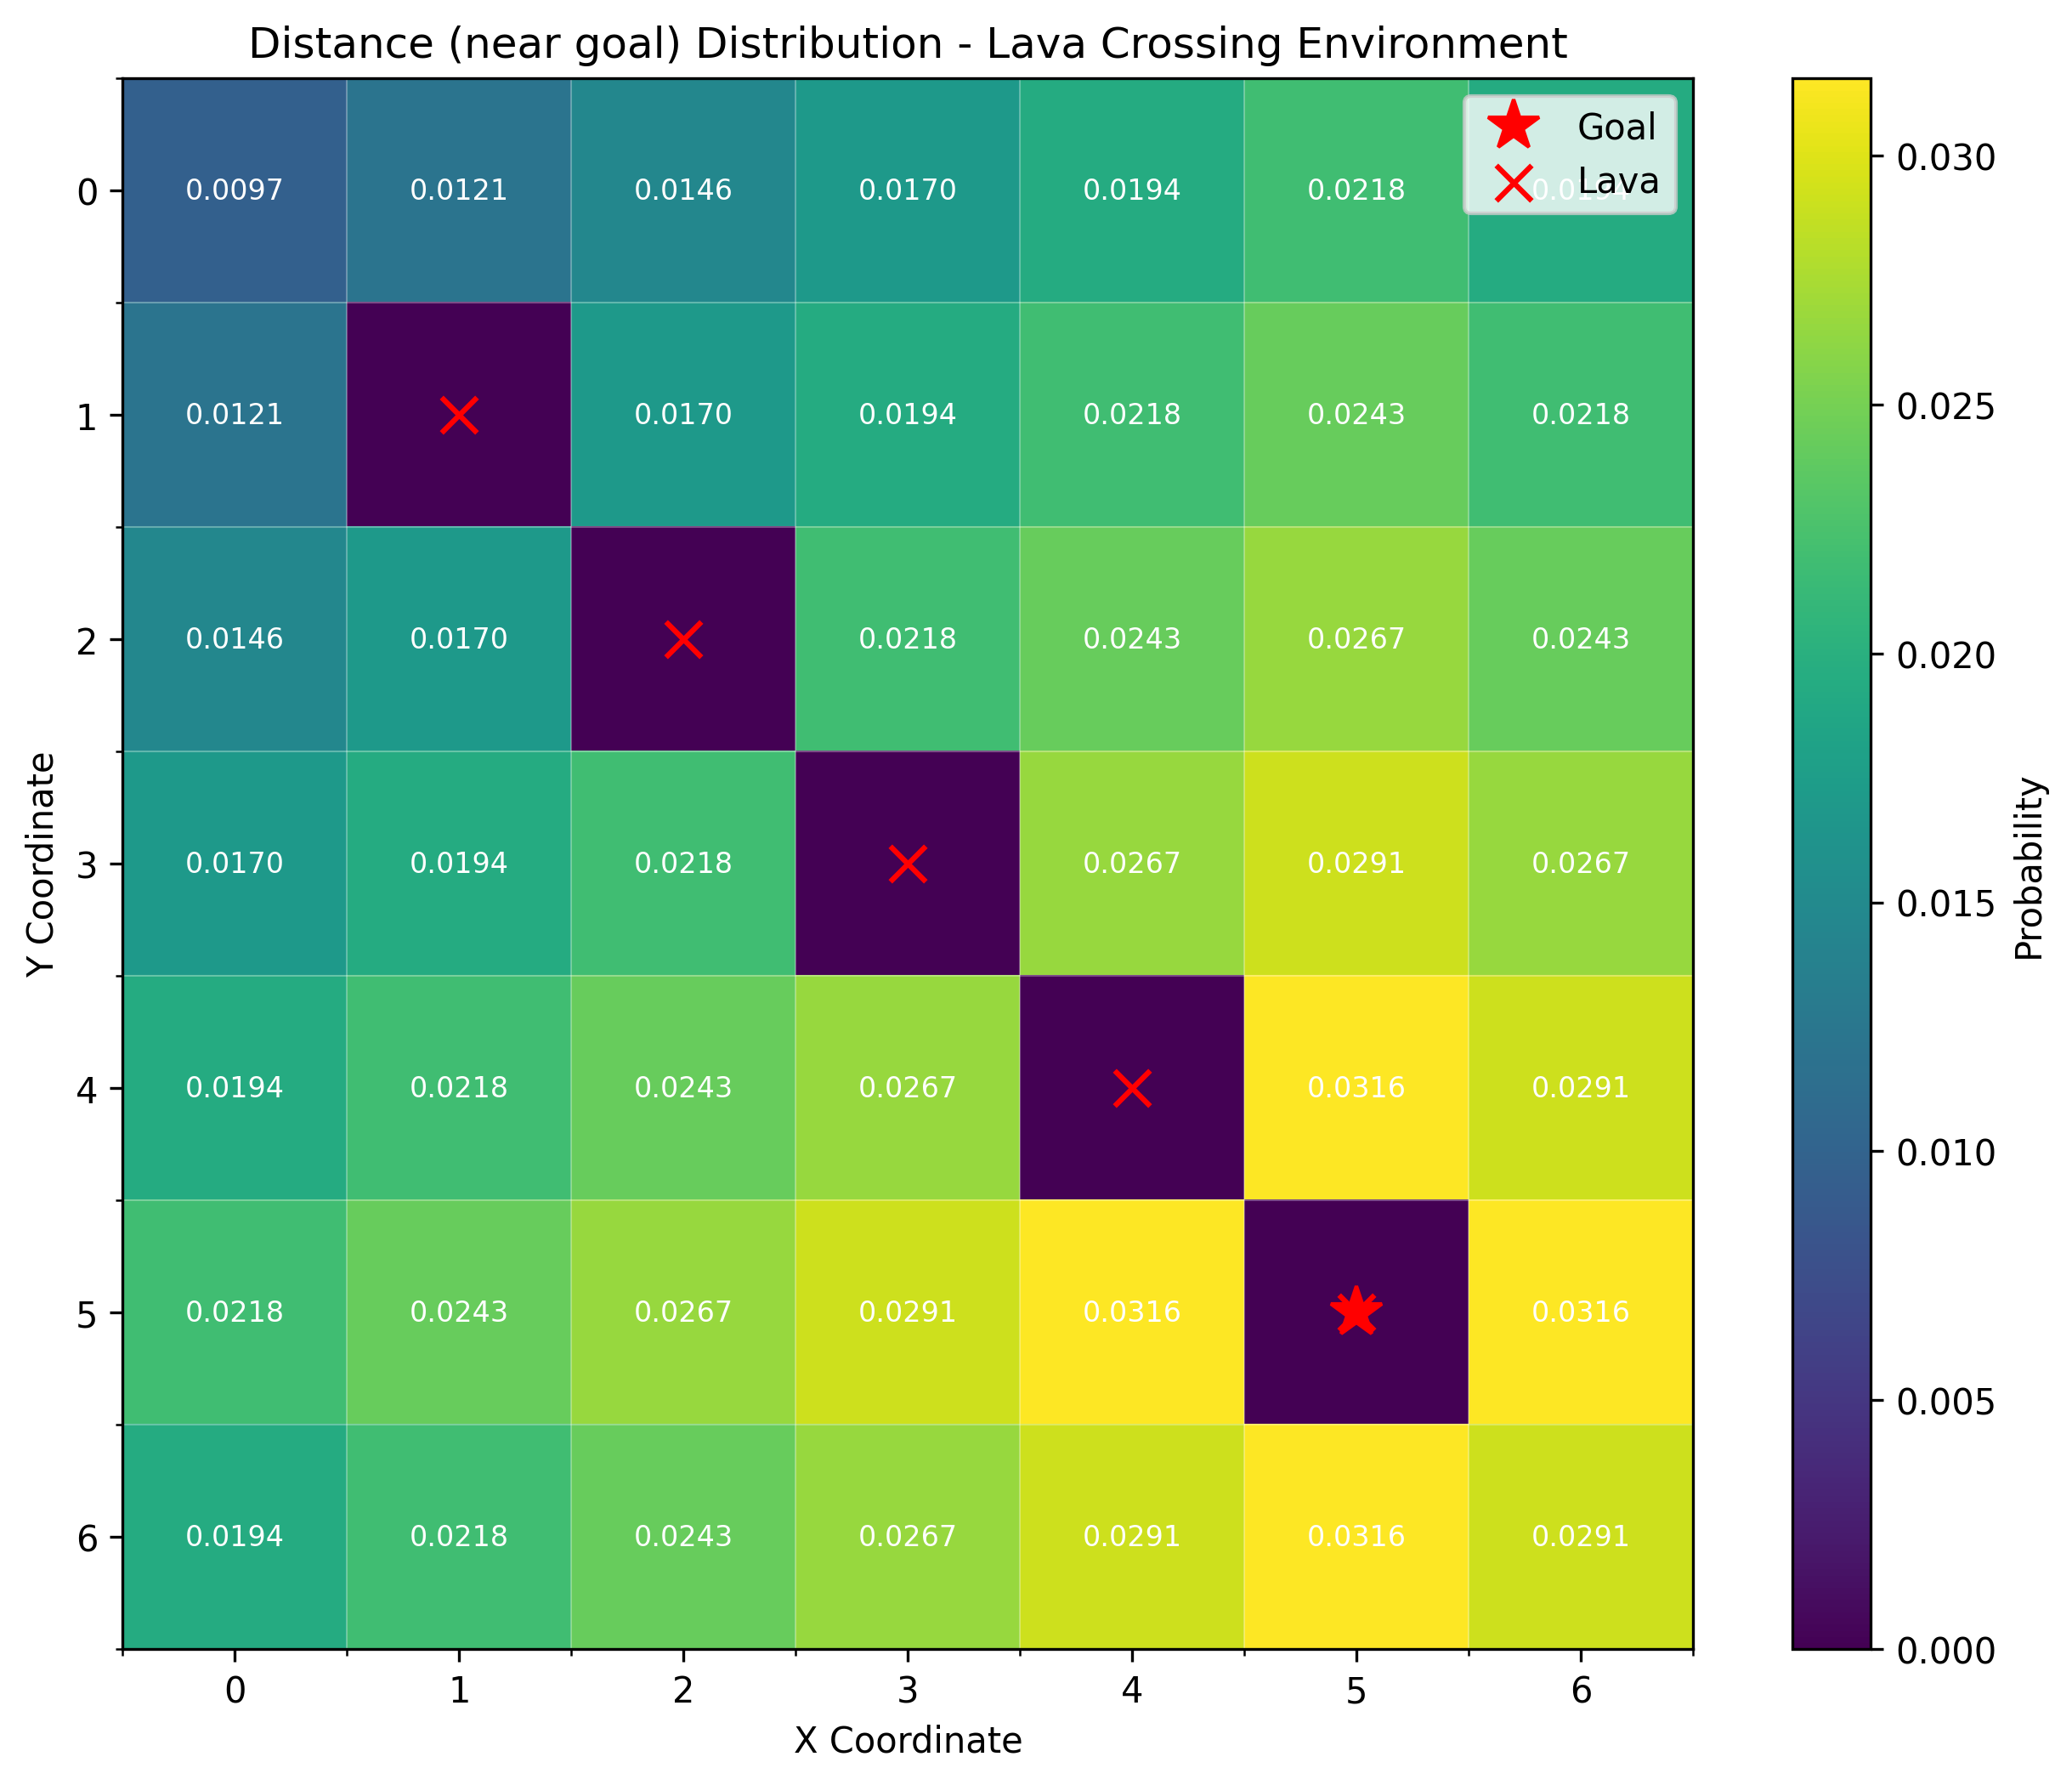 Distance (near goal) Distribution - Lava Crossing Environment
Goal
Lava
0 0.0097 0.0121 0.0146 0.0170 0.0194 0.0218 0.0194
1 0.0121 0.0170 0.0194 0.0218 0.0243 0.0218
2 0.0146 0.0170 0.0218 0.0243 0.0267 0.0243
3 0.0170 0.0194 0.0218 0.0267 0.0291 0.0267
4 0.0194 0.0218 0.0243 0.0267 0.0316 0.0291
5 0.0218 0.0243 0.0267 0.0291 0.0316 0.0316
6 0.0194 0.0218 0.0243 0.0267 0.0291 0.0316 0.0291
0 1 2 3 4 5 6
X Coordinate
Y Coordinate
0.030
0.025
0.020
0.015
0.010
0.005
0.000
Probability